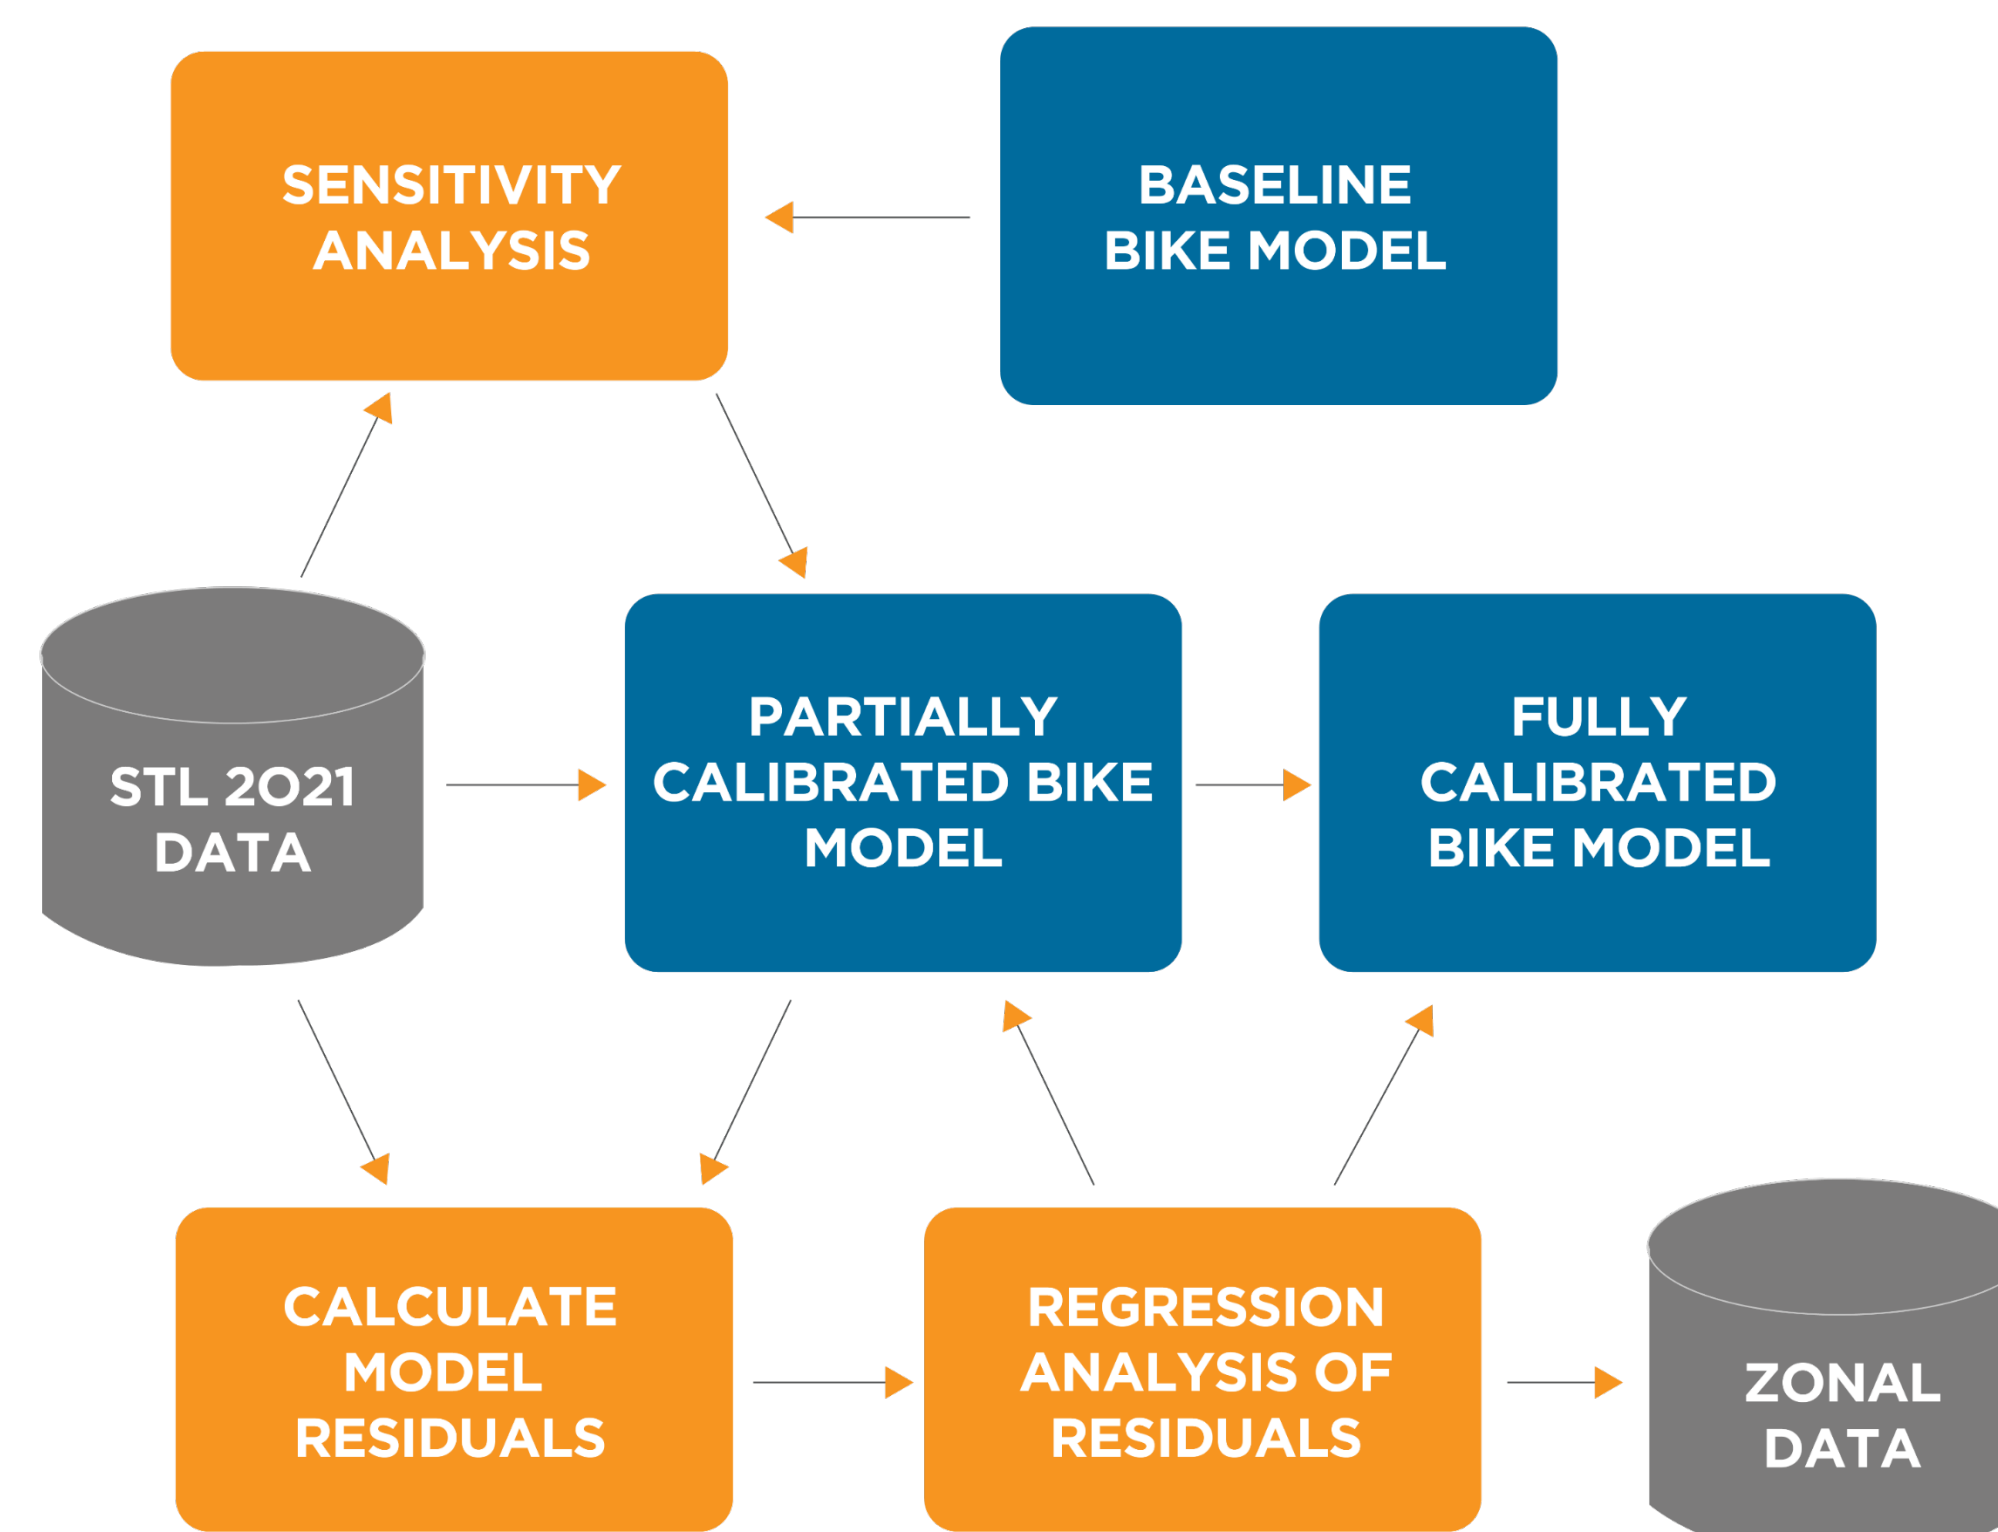 SENSITIVITY
ANALYSIS
BASELINE
BIKE MODEL
STL 2021
DATA
PARTIALLY
CALIBRATED BIKE
MODEL
FULLY
CALIBRATED
BIKE MODEL
CALCULATE
MODEL
RESIDUALS
REGRESSION
ANALYSIS OF
RESIDUALS
ZONAL
DATA